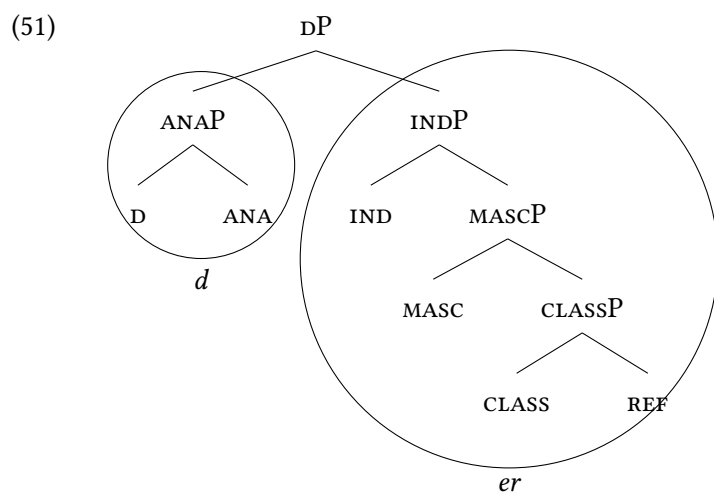 (51)
DP
ANAP INDP
D ANA IND MASCP
d
MASC CLASSP
CLASS REF
er